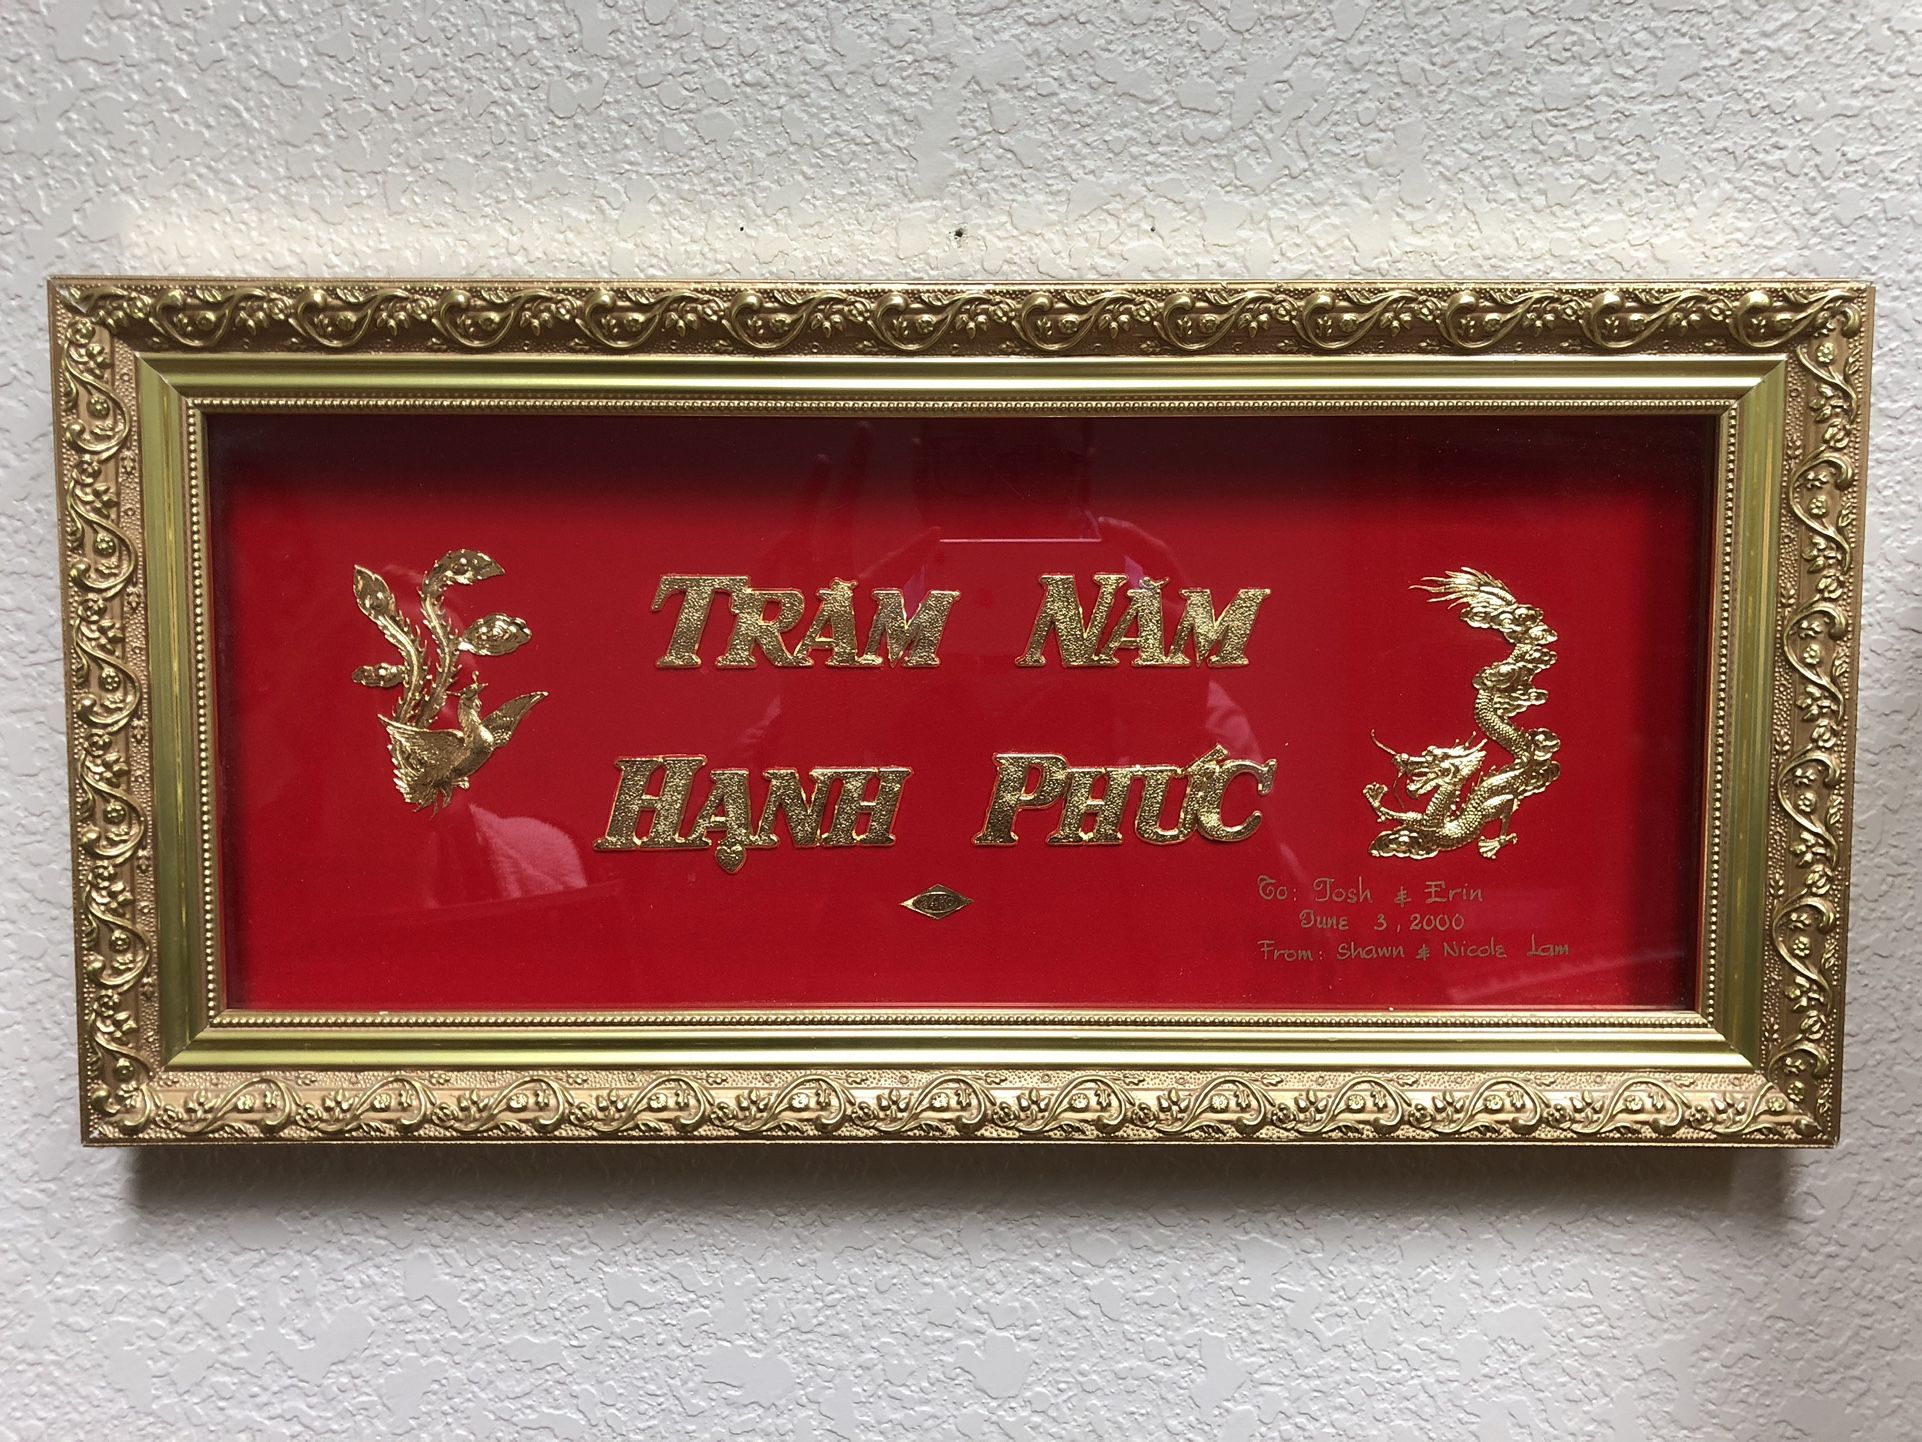 TRĂM NĂM
HẠNH PHÚC
To: Josh & Erin
June 3, 2000
From: Shawn & Nicole Lam